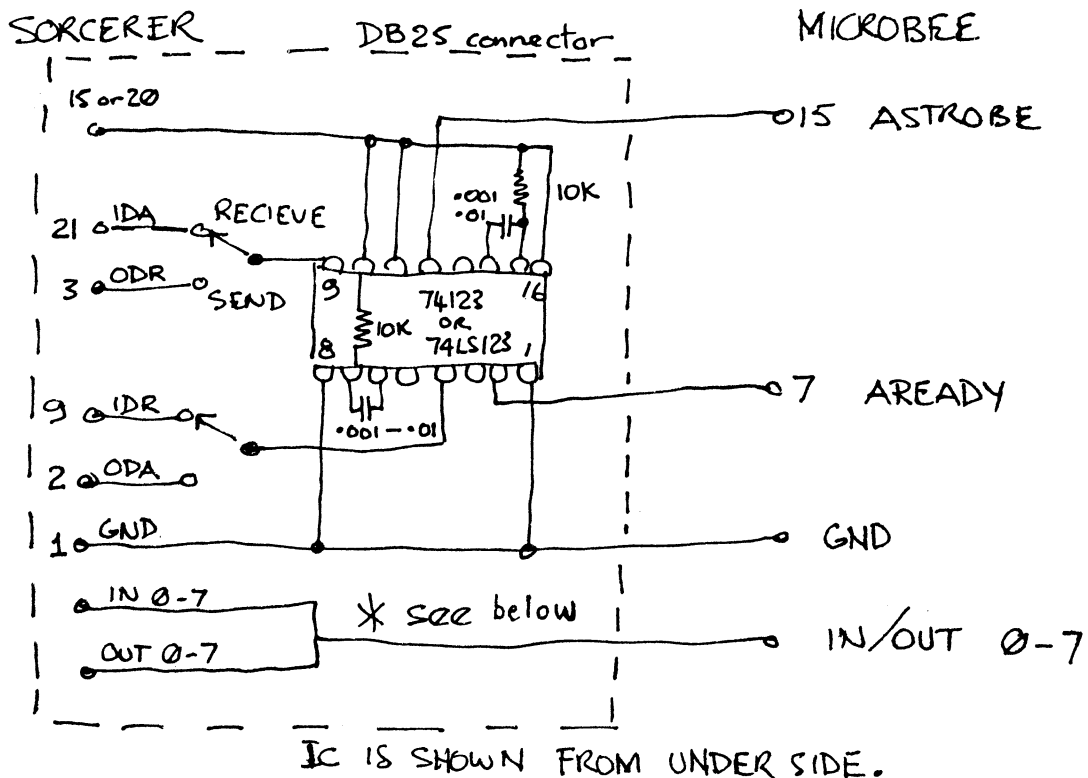 SORCERER
DB25 connector
MICROBEE
15 or 20
15 ASTROBE
.001
.01
10K
21 IDA
RECIEVE
3 ODR
SEND
9
16
74123
OR
74LS123
10K
8
1
9 IDR
.001-.01
7 AREADY
2 ODA
1 GND
GND
IN 0-7
* see below
OUT 0-7
IN/OUT 0-7
IC IS SHOWN FROM UNDER SIDE.